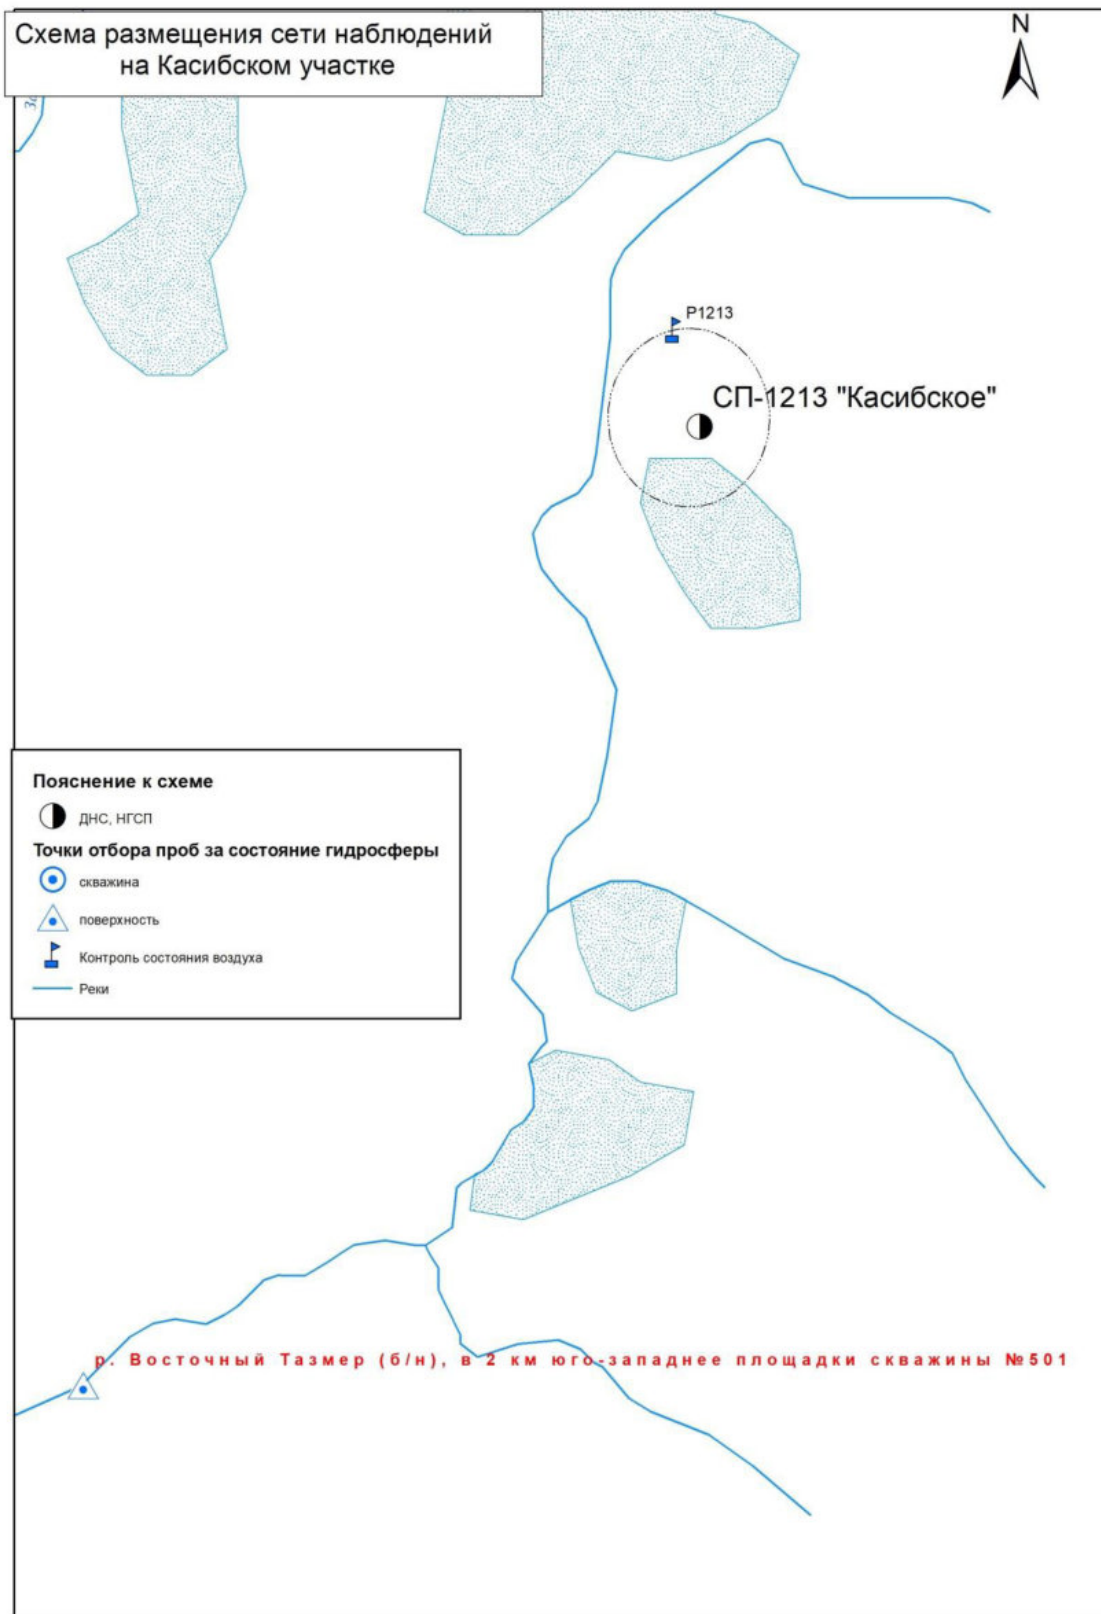 Схема размещения сети наблюдений
на Касибском участке
N
P1213
СП-1213 "Касибское"
Пояснение к схеме
ДНС, НГСП
Точки отбора проб за состояние гидросферы
скважина
поверхность
Контроль состояния воздуха
Реки
р. Восточный Тазмер (б/н), в 2 км юго-западнее площадки скважины №501